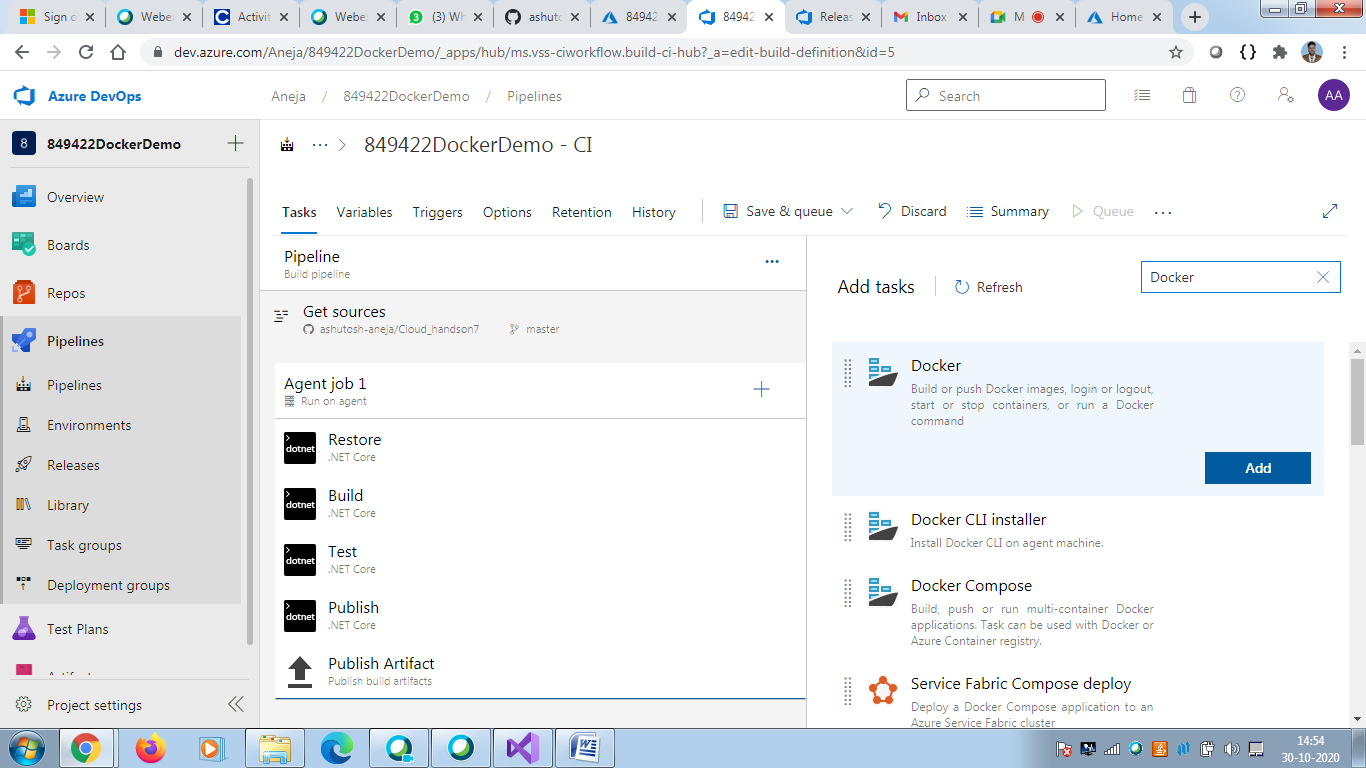 Sign o
Webex
Activit
Webex
(3) Wh
ashuto
84942
84942
Releas
Inbox
M
Home
dev.azure.com/Aneja/849422DockerDemo/_apps/hub/ms.vss-ciworkflow.build-ci-hub?_a=edit-build-definition&id=5
Azure DevOps
Aneja / 849422DockerDemo / Pipelines
Search
AA
8 849422DockerDemo
849422DockerDemo - CI
Overview
Boards
Repos
Pipelines
Pipelines
Environments
Releases
Library
Task groups
Deployment groups
Test Plans
Project settings
Tasks Variables Triggers Options Retention History Save & queue Discard Summary Queue ...
Pipeline
Build pipeline
Get sources
ashutosh-aneja/Cloud_handson7 master
Agent job 1
Run on agent
dotnet Restore
.NET Core
dotnet Build
.NET Core
dotnet Test
.NET Core
dotnet Publish
.NET Core
Publish Artifact
Publish build artifacts
Add tasks Refresh
Docker
Docker
Build or push Docker images, login or logout,
start or stop containers, or run a Docker
command
Add
Docker CLI installer
Install Docker CLI on agent machine.
Docker Compose
Build, push or run multi-container Docker
applications. Task can be used with Docker or
Azure Container registry.
Service Fabric Compose deploy
Deploy a Docker Compose application to an
Azure Service Fabric cluster
14:54
30-10-2020